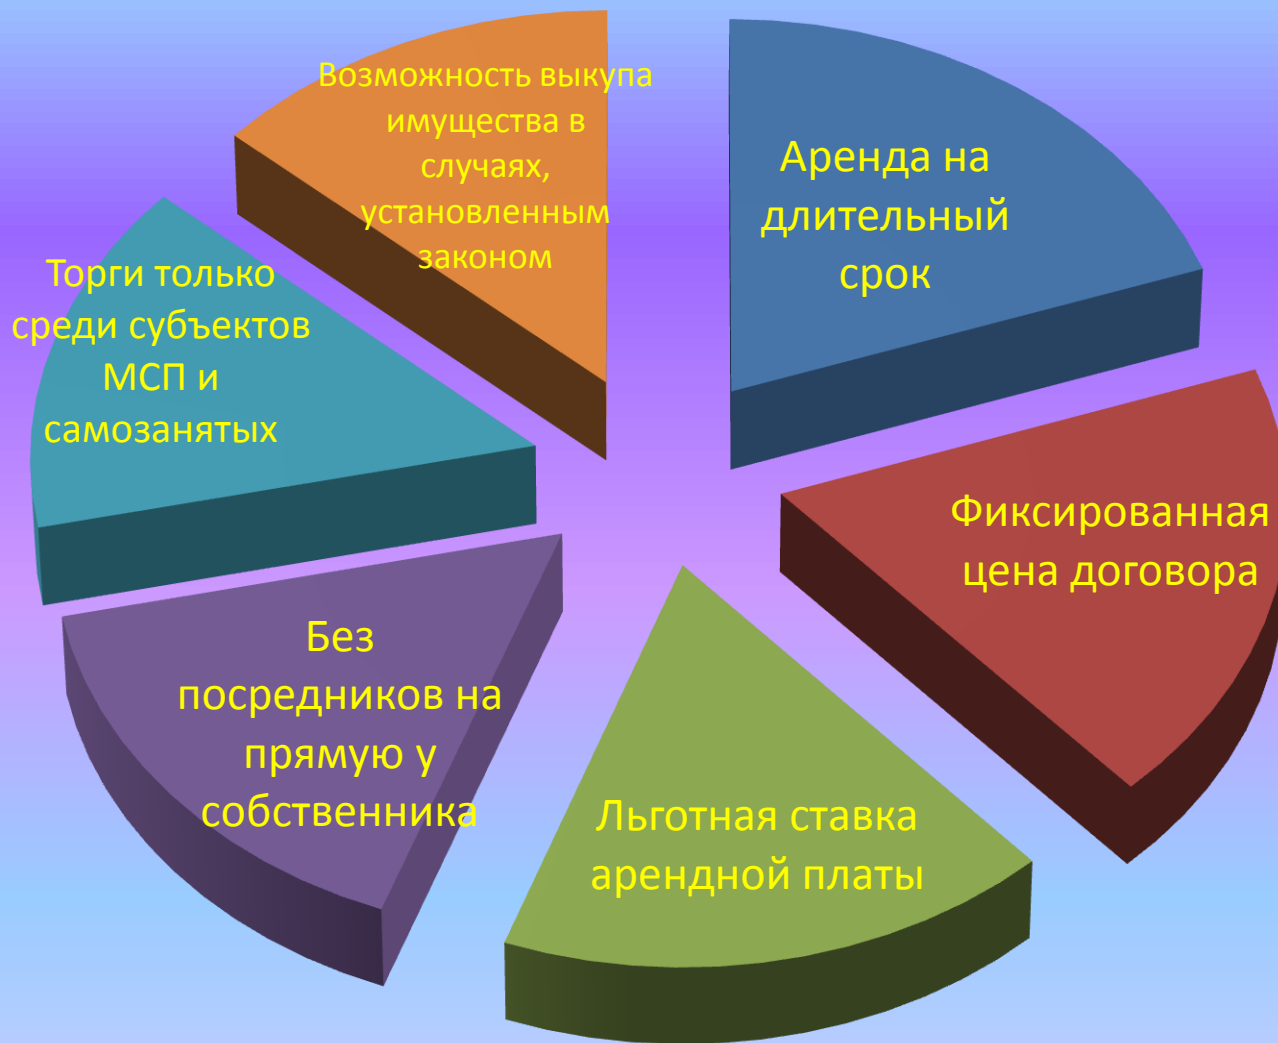 Возможность выкупа
имущества в
случаях,
установленным
законом
Аренда на
длительный
срок
Фиксированная
цена договора
Льготная ставка
арендной платы
Без
посредников на
прямую у
собственника
Торги только
среди субъектов
МСП и
самозанятых